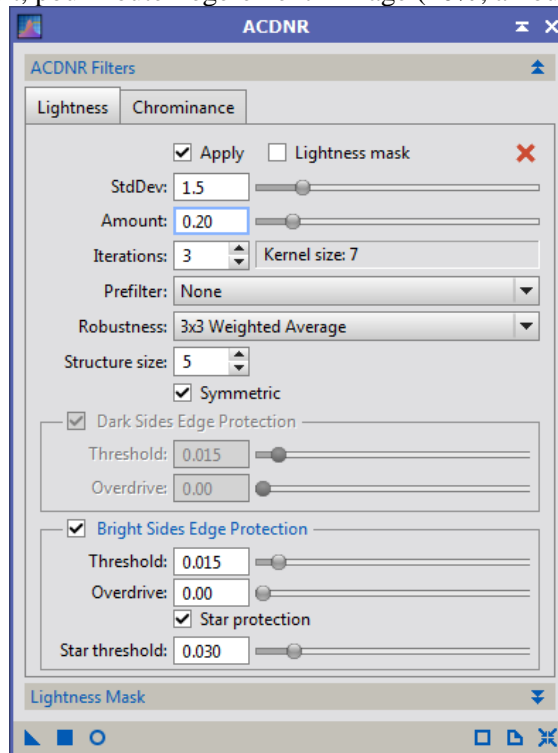 ACDNR
ACDNR Filters
Lightness Chrominance
Apply Lightness mask
StdDev: 1.5
Amount: 0.20
Iterations: 3 Kernel size: 7
Prefilter: None
Robustness: 3x3 Weighted Average
Structure size: 5
Symmetric
Dark Sides Edge Protection
Threshold: 0.015
Overdrive: 0.00
Bright Sides Edge Protection
Threshold: 0.015
Overdrive: 0.00
Star protection
Star threshold: 0.030
Lightness Mask